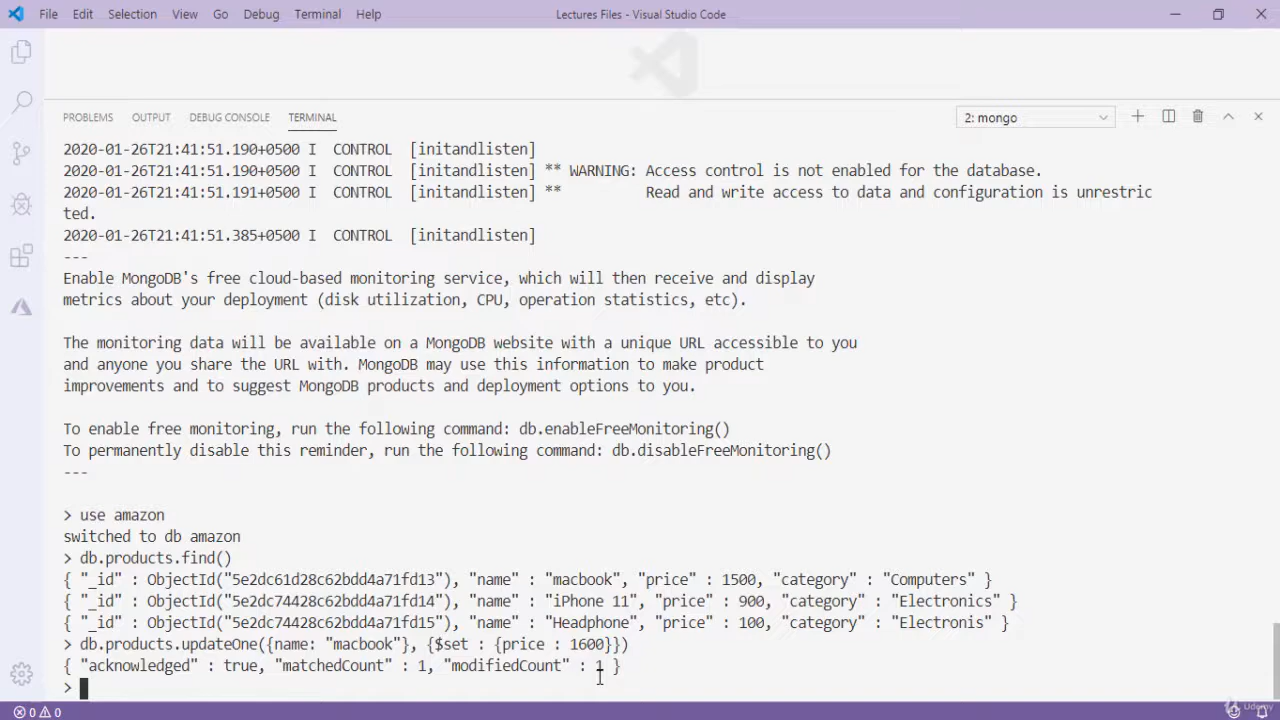 File Edit Selection View Go Debug Terminal Help Lectures Files - Visual Studio Code
PROBLEMS OUTPUT DEBUG CONSOLE TERMINAL 2: mongo
2020-01-26T21:41:51.190+0500 I CONTROL [initandlisten]
2020-01-26T21:41:51.190+0500 I CONTROL [initandlisten] ** WARNING: Access control is not enabled for the database.
2020-01-26T21:41:51.191+0500 I CONTROL [initandlisten] ** Read and write access to data and configuration is unrestric
ted.
2020-01-26T21:41:51.385+0500 I CONTROL [initandlisten]
---
Enable MongoDB's free cloud-based monitoring service, which will then receive and display
metrics about your deployment (disk utilization, CPU, operation statistics, etc).
The monitoring data will be available on a MongoDB website with a unique URL accessible to you
and anyone you share the URL with. MongoDB may use this information to make product
improvements and to suggest MongoDB products and deployment options to you.
To enable free monitoring, run the following command: db.enableFreeMonitoring()
To permanently disable this reminder, run the following command: db.disableFreeMonitoring()
---
> use amazon
switched to db amazon
> db.products.find()
{ "_id" : ObjectId("5e2dc61d28c62bdd4a71fd13"), "name" : "macbook", "price" : 1500, "category" : "Computers" }
{ "_id" : ObjectId("5e2dc74428c62bdd4a71fd14"), "name" : "iPhone 11", "price" : 900, "category" : "Electronics" }
{ "_id" : ObjectId("5e2dc74428c62bdd4a71fd15"), "name" : "Headphone", "price" : 100, "category" : "Electronis" }
> db.products.updateOne({name: "macbook"}, {$set : {price : 1600}})
{ "acknowledged" : true, "matchedCount" : 1, "modifiedCount" : 1 }
>
0 0 Udemy